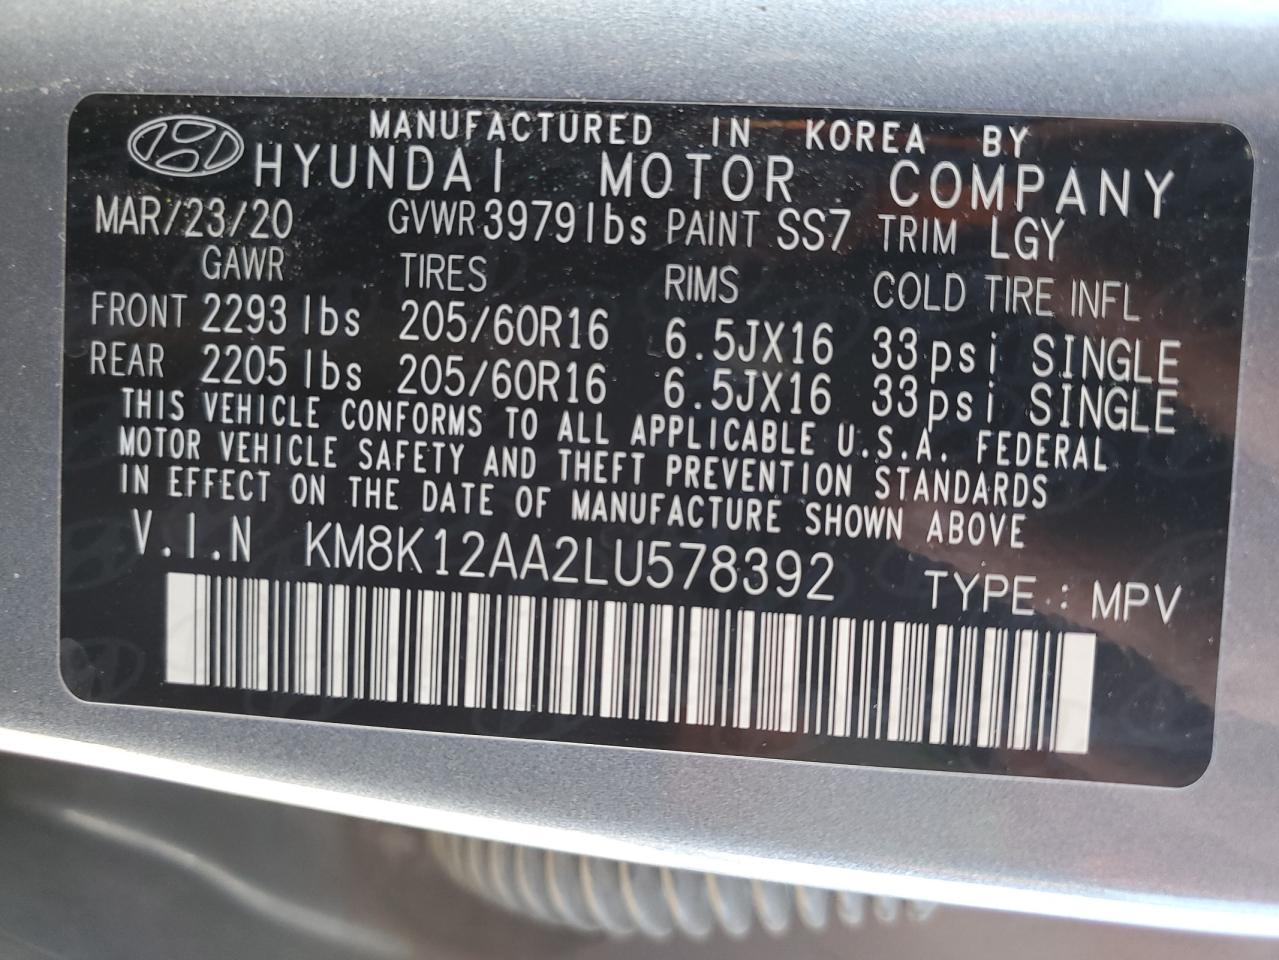 MANUFACTURED IN KOREA BY
HYUNDAI MOTOR COMPANY
MAR/23/20 GVWR 3979lbs PAINT SS7 TRIM LGY
GAWR TIRES RIMS COLD TIRE INFL
FRONT 2293 lbs 205/60R16 6.5JX16 33psi SINGLE
REAR 2205 lbs 205/60R16 6.5JX16 33psi SINGLE
THIS VEHICLE CONFORMS TO ALL APPLICABLE U.S.A. FEDERAL
MOTOR VEHICLE SAFETY AND THEFT PREVENTION STANDARDS
IN EFFECT ON THE DATE OF MANUFACTURE SHOWN ABOVE
V.I.N KM8K12AA2LU578392 TYPE : MPV